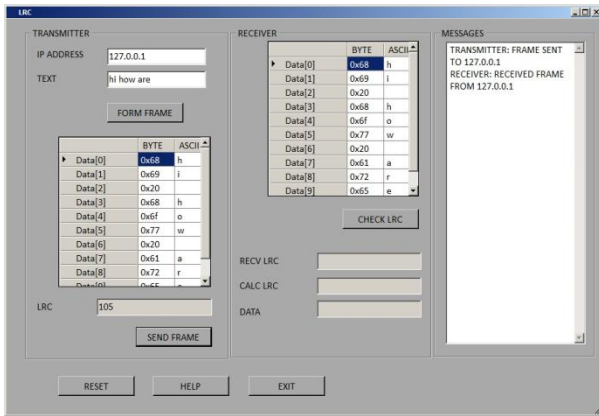 LRC
TRANSMITTER
IP ADDRESS 127.0.0.1
TEXT hi how are
FORM FRAME
BYTE ASCII
Data[0] 0x68 h
Data[1] 0x69 i
Data[2] 0x20
Data[3] 0x68 h
Data[4] 0x6f o
Data[5] 0x77 w
Data[6] 0x20
Data[7] 0x61 a
Data[8] 0x72 r
Data[9] 0x65 e
LRC 105
SEND FRAME
RECEIVER
BYTE ASCII
Data[0] 0x68 h
Data[1] 0x69 i
Data[2] 0x20
Data[3] 0x68 h
Data[4] 0x6f o
Data[5] 0x77 w
Data[6] 0x20
Data[7] 0x61 a
Data[8] 0x72 r
Data[9] 0x65 e
CHECK LRC
RECV LRC
CALC LRC
DATA
MESSAGES
TRANSMITTER: FRAME SENT
TO 127.0.0.1
RECEIVER: RECEIVED FRAME
FROM 127.0.0.1
RESET HELP EXIT